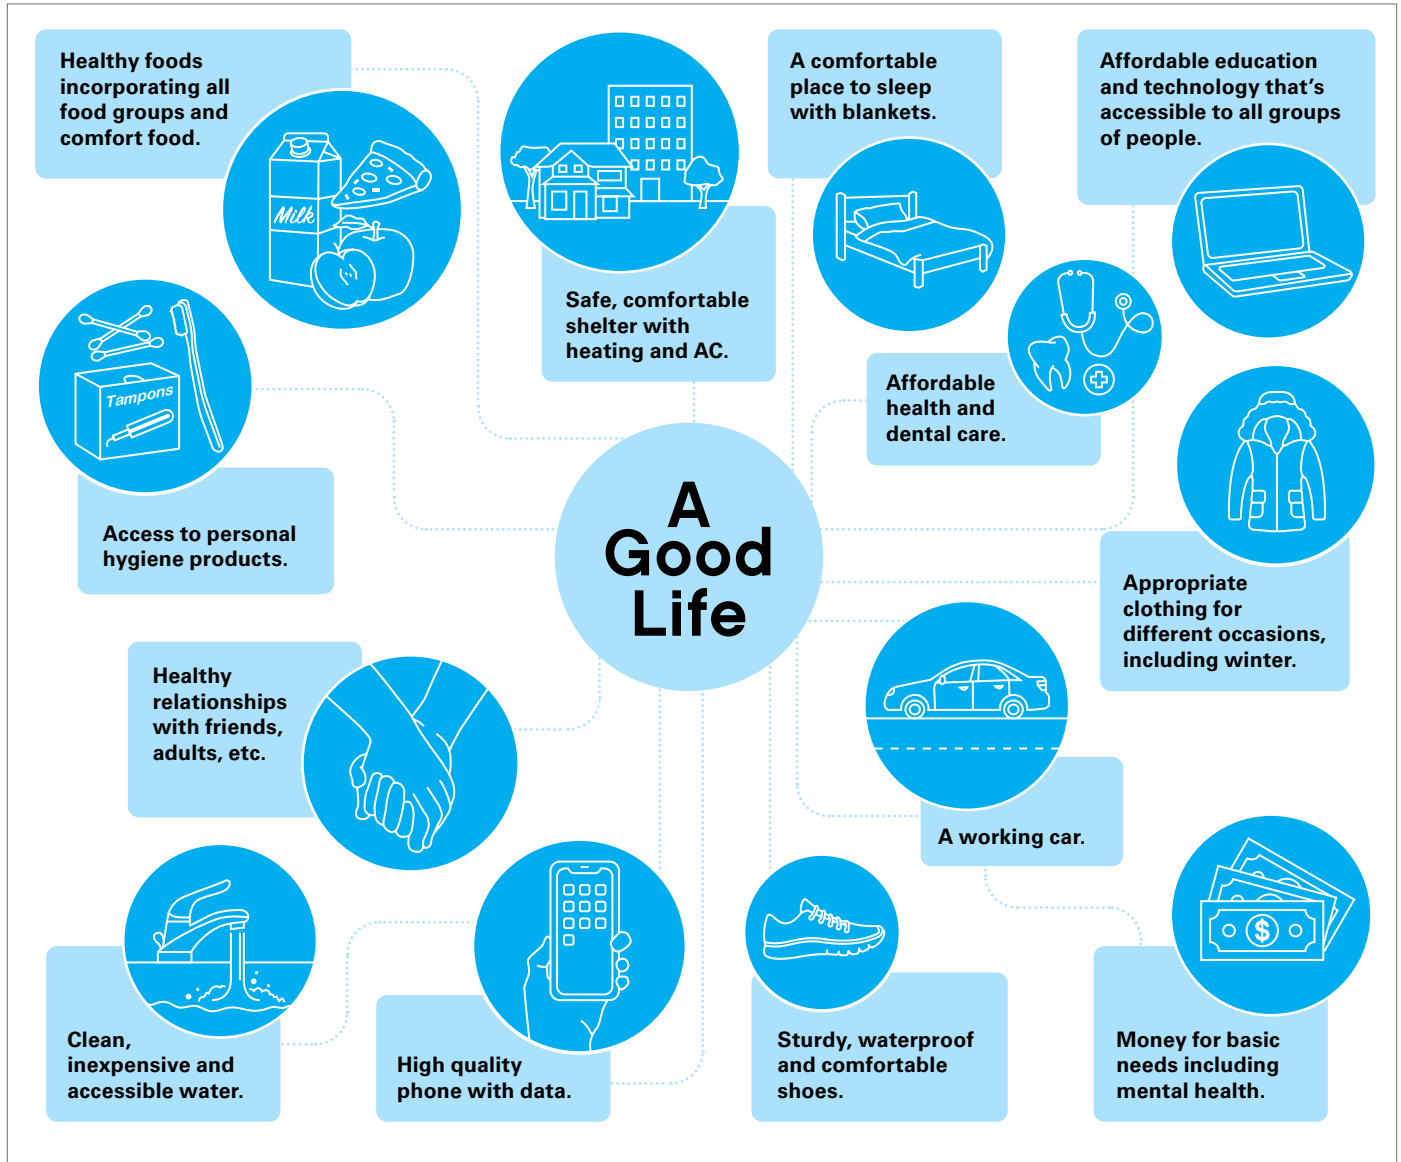 Healthy foods
incorporating all
food groups and
comfort food.
Milk
Safe, comfortable
shelter with
heating and AC.
A comfortable
place to sleep
with blankets.
Affordable education
and technology that's
accessible to all groups
of people.
Affordable
health and
dental care.
Tampons
Access to personal
hygiene products.
A
Good
Life
Appropriate
clothing for
different occasions,
including winter.
Healthy
relationships
with friends,
adults, etc.
A working car.
Clean,
inexpensive and
accessible water.
High quality
phone with data.
Sturdy, waterproof
and comfortable
shoes.
$
Money for basic
needs including
mental health.